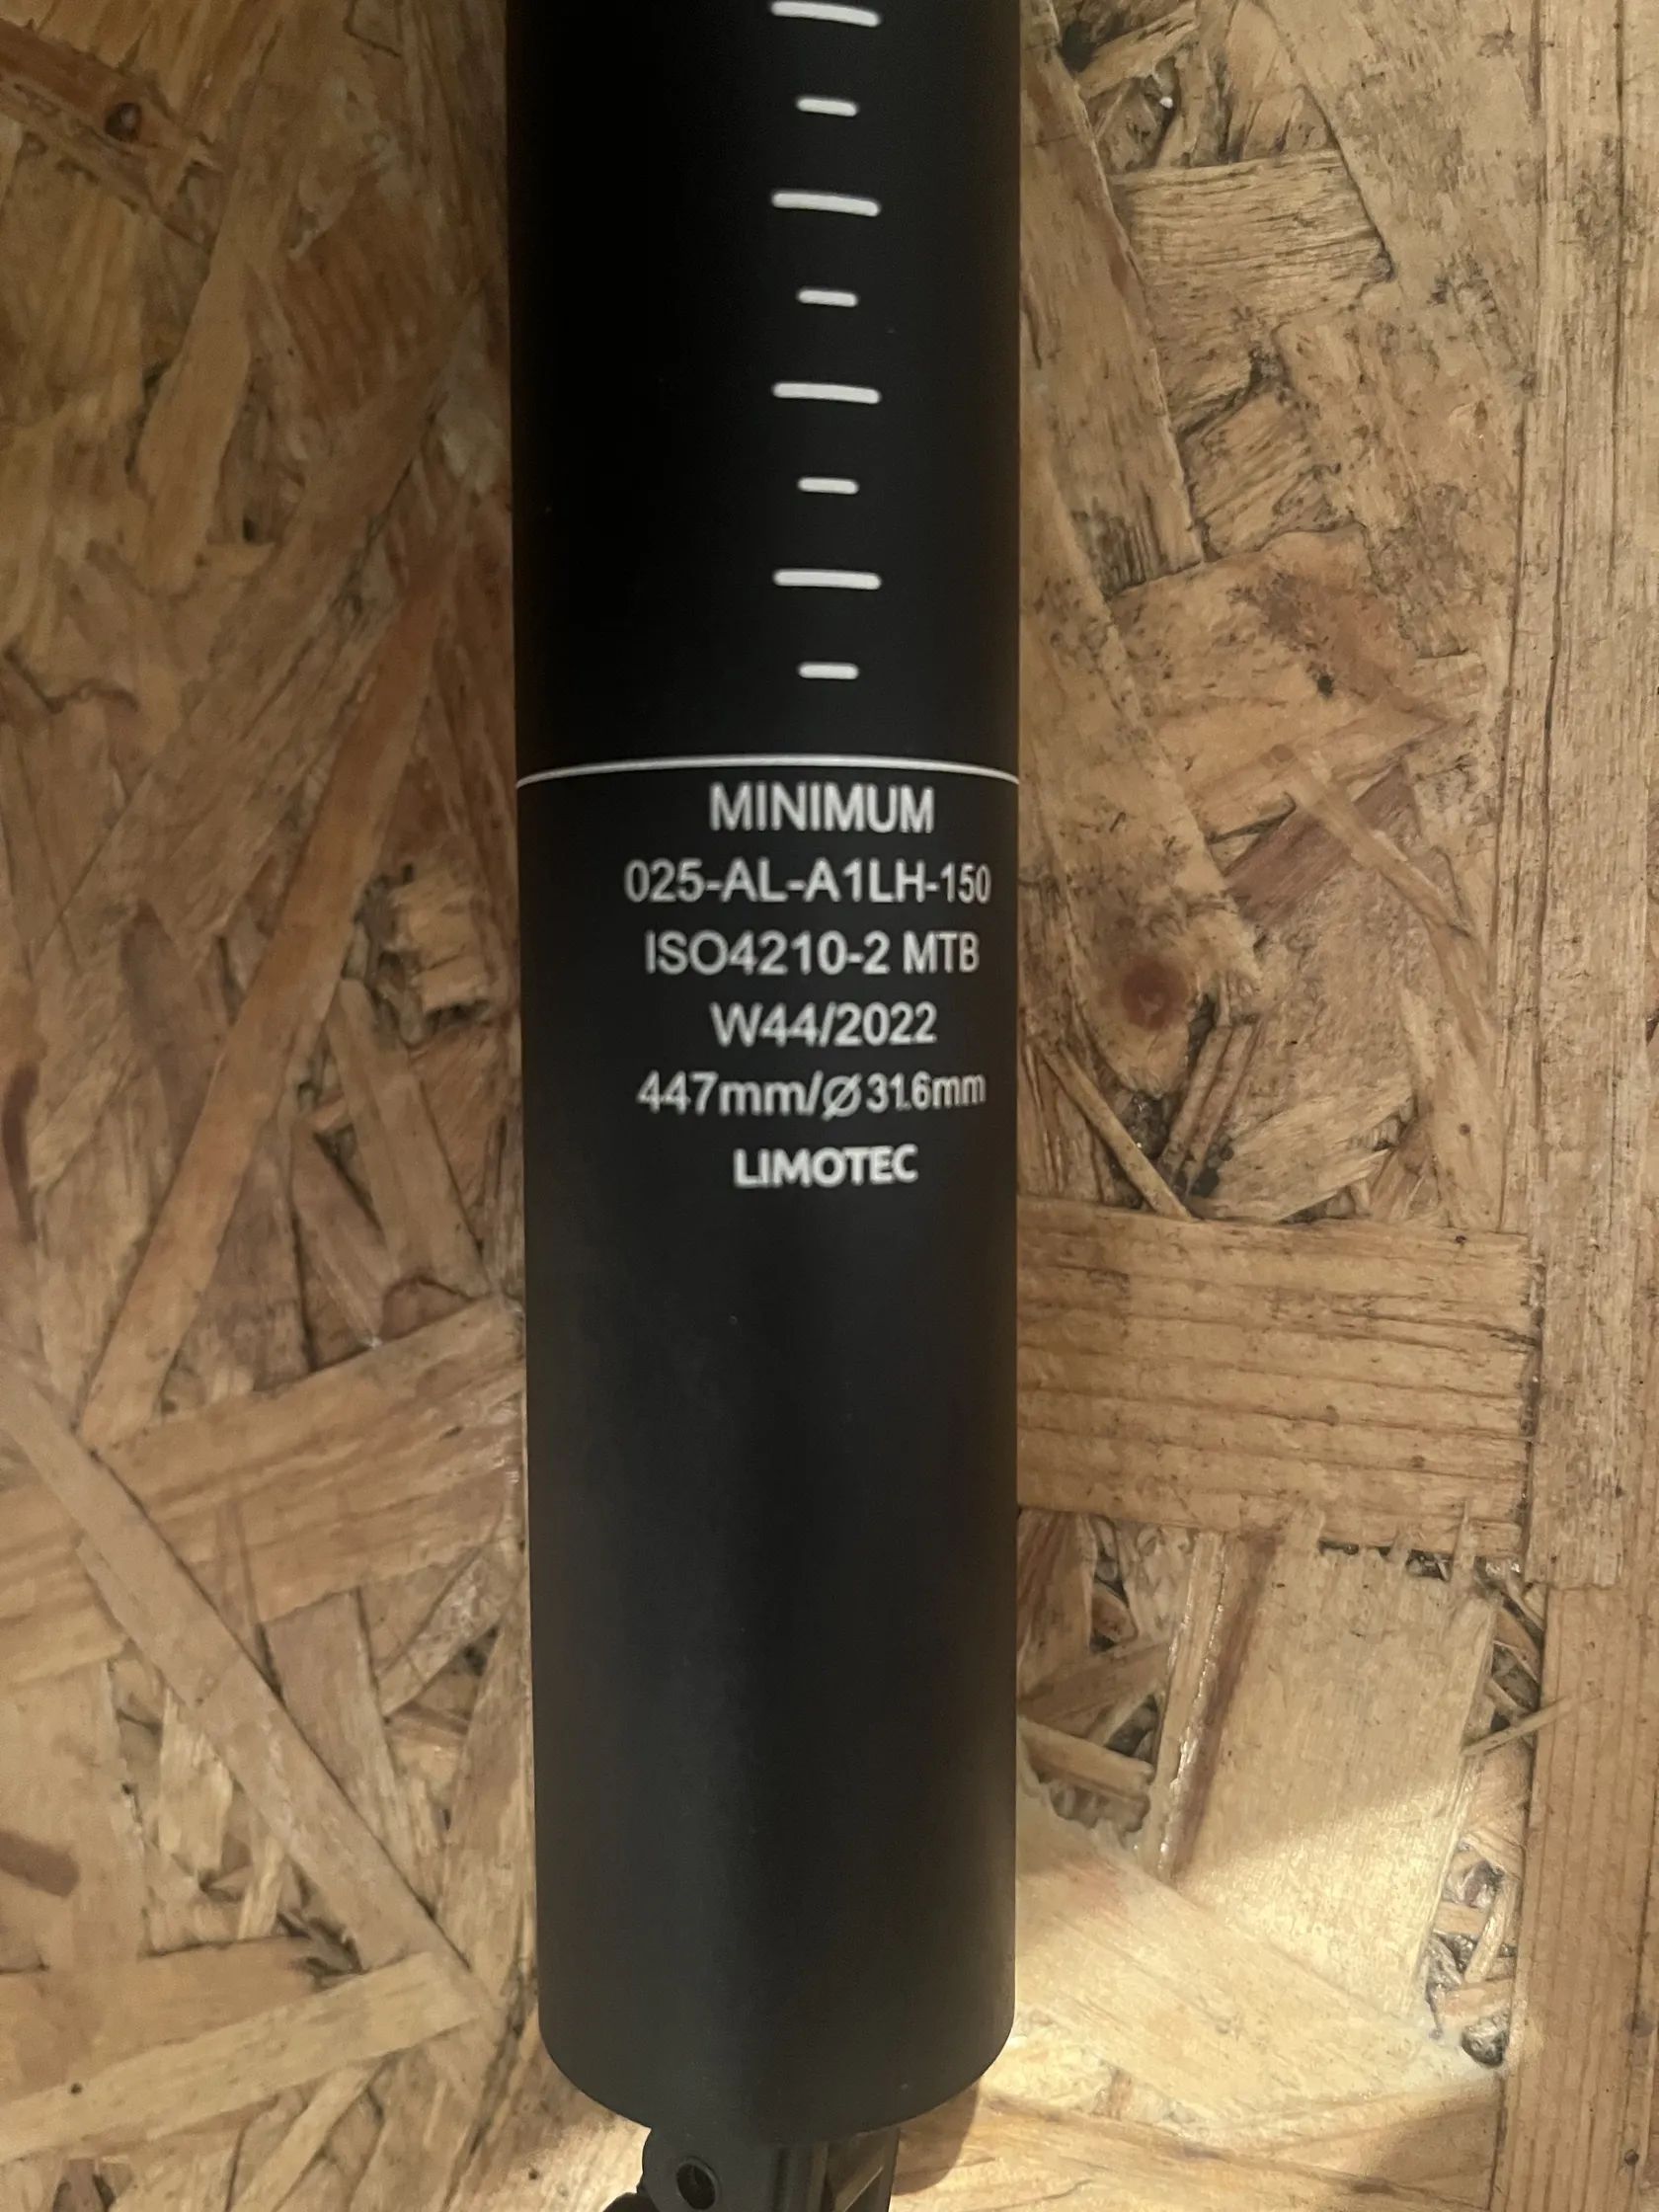 MINIMUM
025-AL-A1LH-150
ISO4210-2 MTB
W44/2022
447mm/Ø31.6mm
LIMOTEC